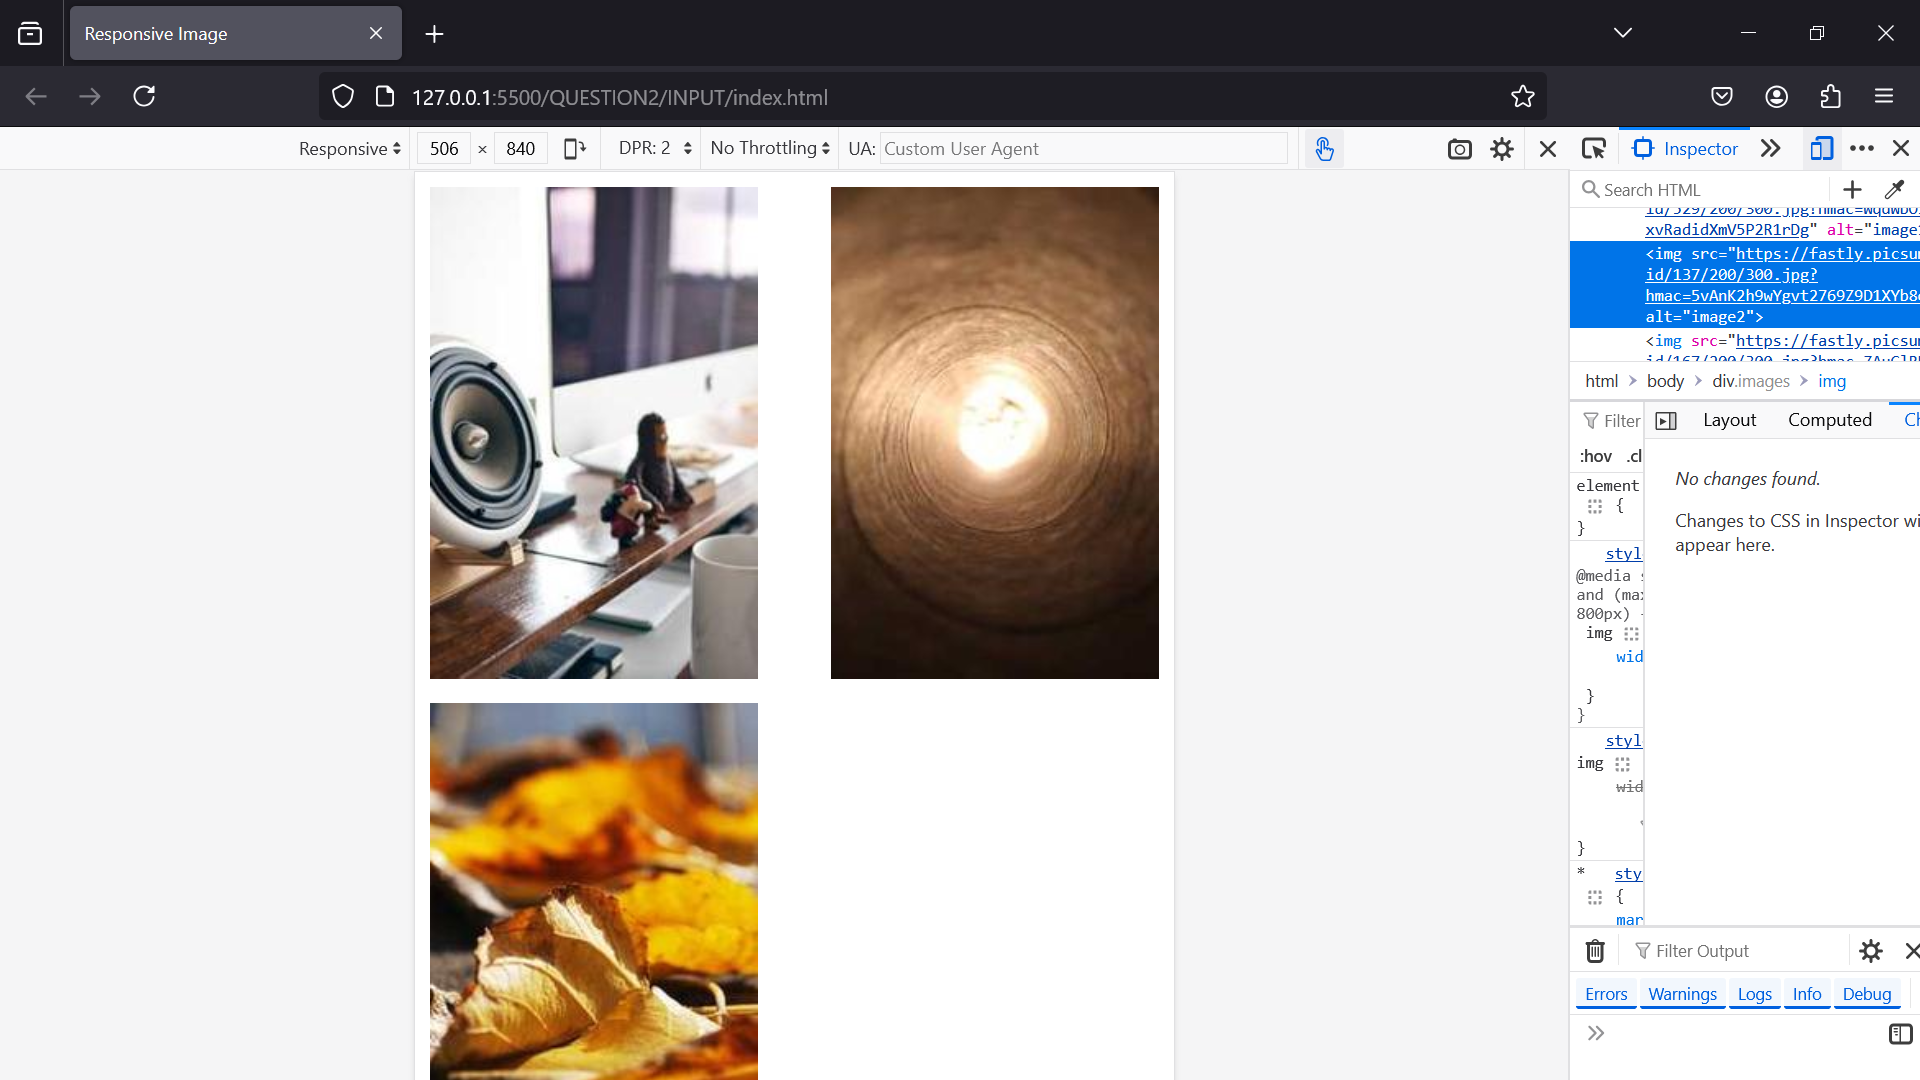 Responsive Image
127.0.0.1:5500/QUESTION2/INPUT/index.html
Responsive 506 × 840 DPR: 2 No Throttling UA: Custom User Agent
Inspector
Search HTML
xvRadidXmV5P2R1rDg" alt="image
<img src="https://fastly.picsu
id/137/200/300.jpg?
hmac=5vAnK2h9wYgvt2769Z9D1XYb8
alt="image2">
<img src="https://fastly.picsu
html body div.images img
Filter
Layout Computed Ch
:hov .cl
No changes found.
Changes to CSS in Inspector wi
appear here.
element
{
}
styl
@media s
and (max
800px)
img
wid
}
}
styl
img
wid
}
* sty
{
mar
Filter Output
Errors Warnings Logs Info Debug